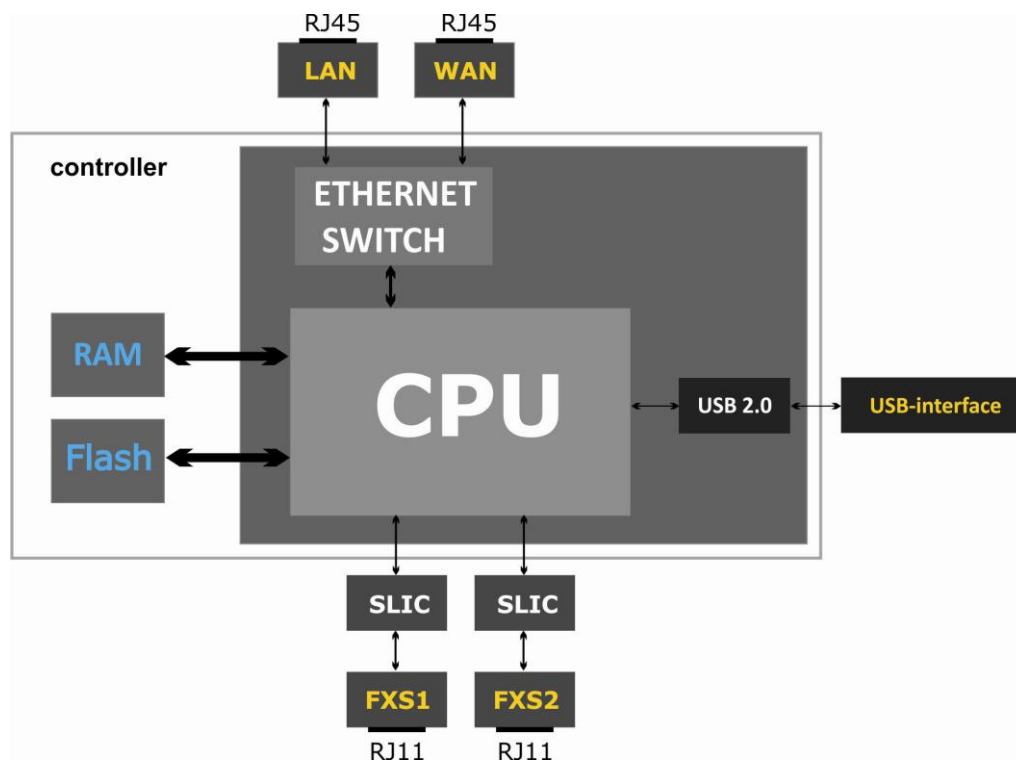 RJ45 RJ45
LAN WAN
controller
ETHERNET
SWITCH
RAM
CPU
USB 2.0 USB-interface
Flash
SLIC SLIC
FXS1 FXS2
RJ11 RJ11